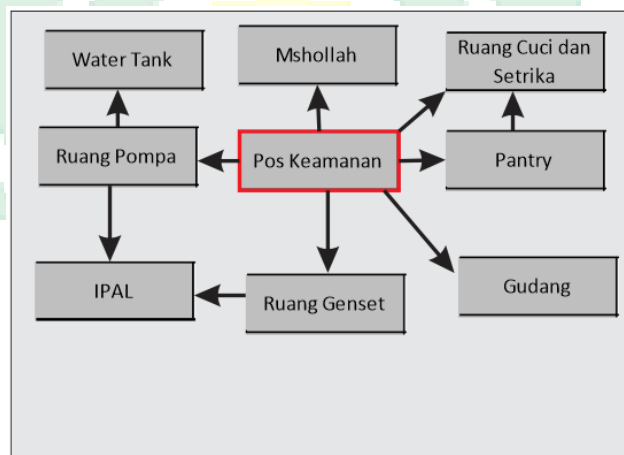 Water Tank
Mshollah
Ruang Cuci dan
Setrika
Ruang Pompa
Pos Keamanan
Pantry
IPAL
Ruang Genset
Gudang